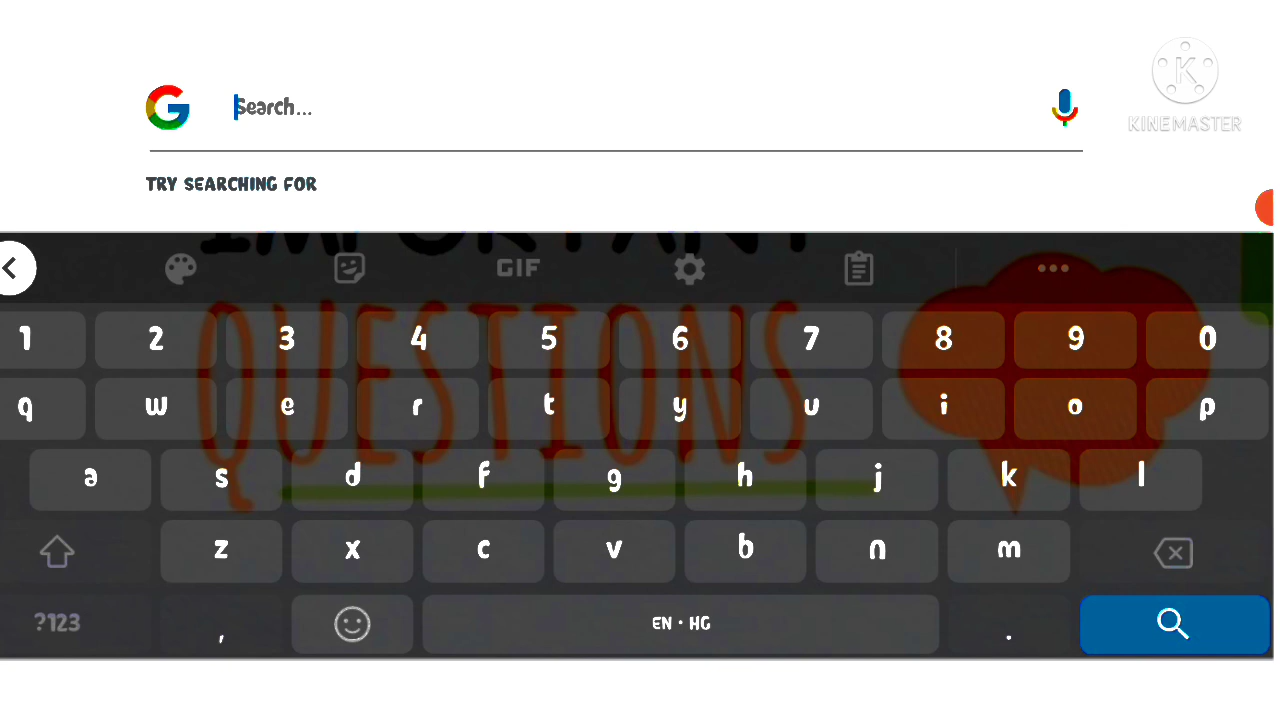 Search...
KINEMASTER
TRY SEARCHING FOR
IMPORTANT
GIF
QUESTIONS
1 2 3 4 5 6 7 8 9 0
q w e r t y u i o p
a s d f g h j k l
z x c v b n m
?123 , EN • HG .